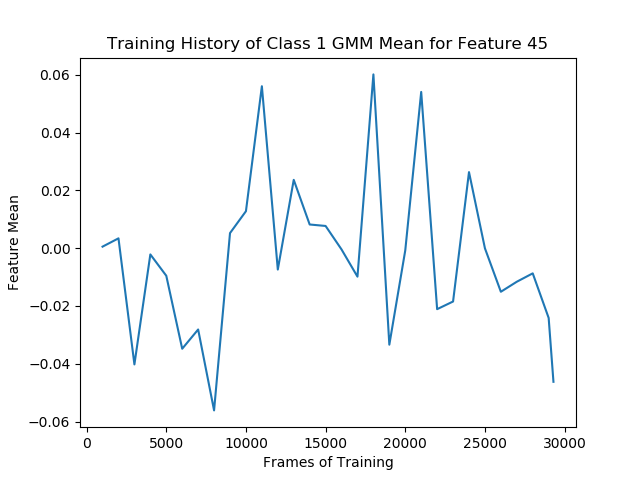 Training History of Class 1 GMM Mean for Feature 45
0.06
0.04
0.02
0.00
−0.02
−0.04
−0.06
Feature Mean
0 5000 10000 15000 20000 25000 30000
Frames of Training